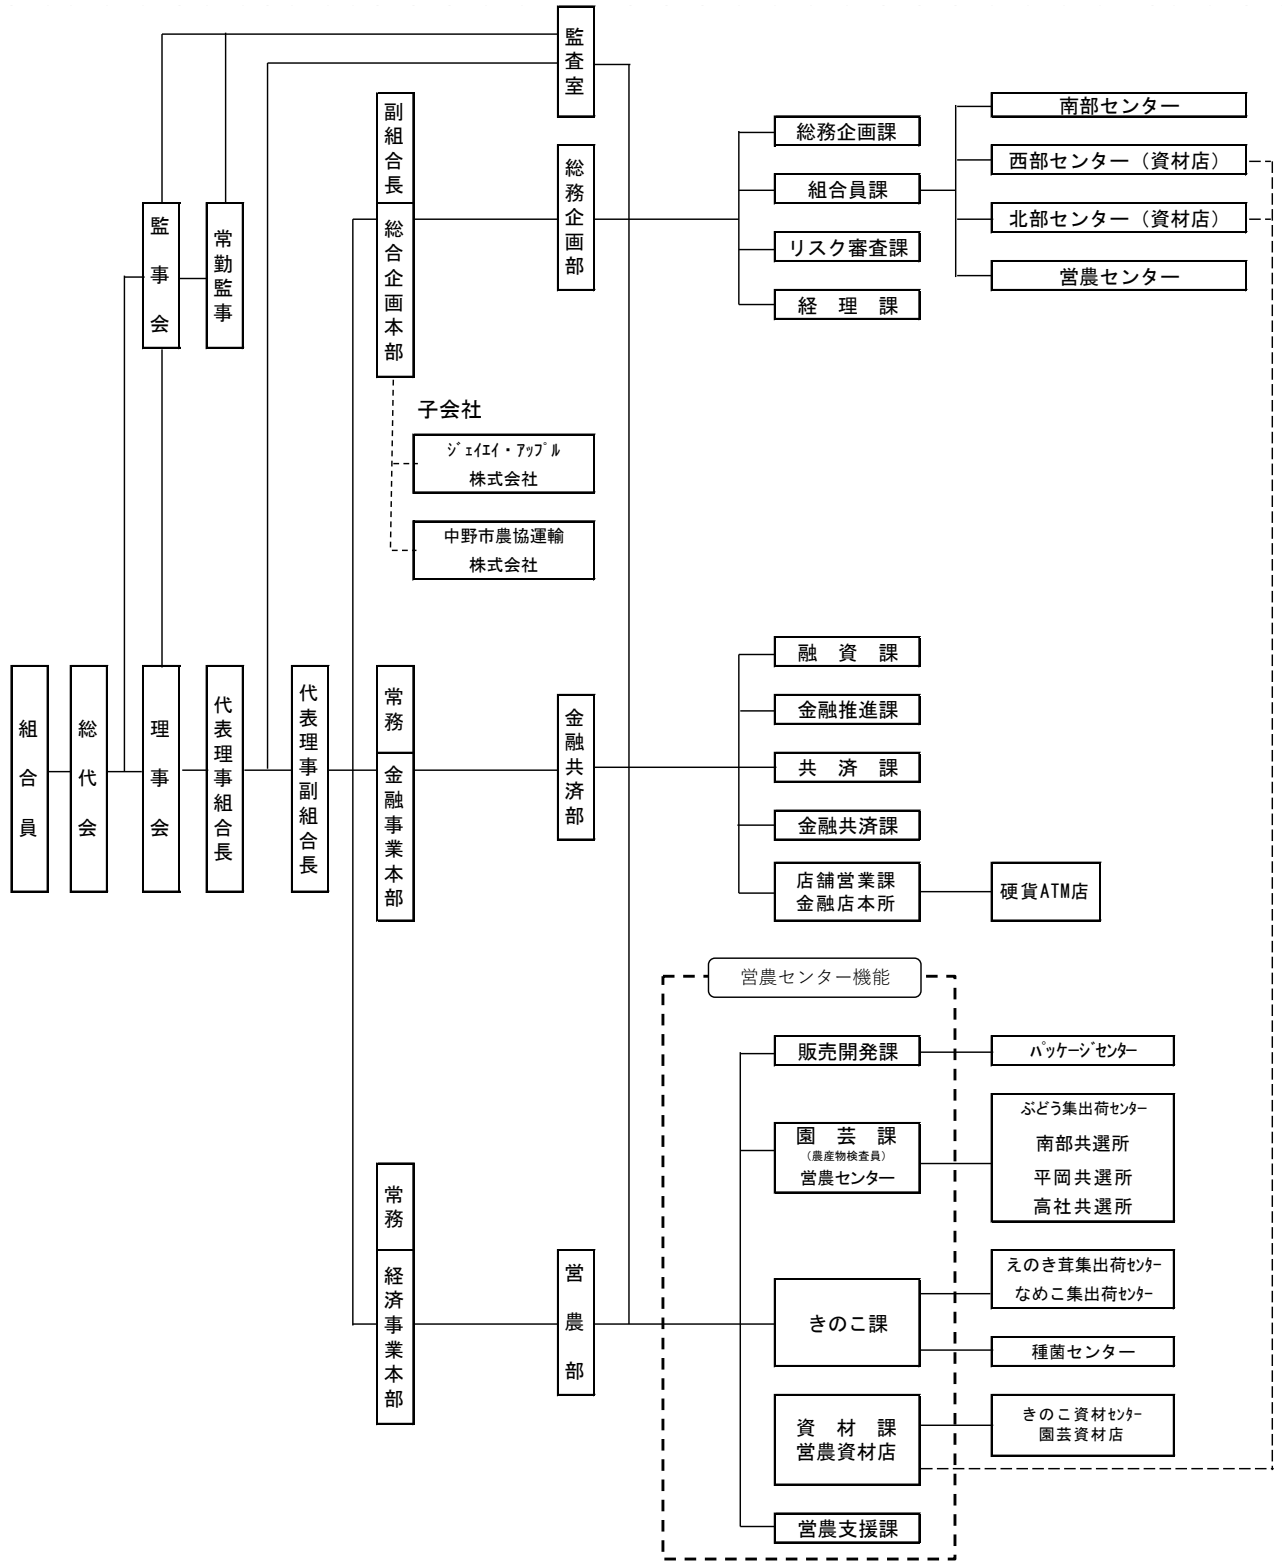 監査室
副組合長
総合企画本部
総務企画部
総務企画課
組合員課
リスク審査課
経　理　課
南部センター
西部センター（資材店）
北部センター（資材店）
営農センター
監事会
常勤監事
子会社
ｼﾞｪｲｴｲ・ｱｯﾌﾟﾙ
株式会社
中野市農協運輸
株式会社
組合員
総代会
理事会
代表理事組合長
代表理事副組合長
常務
金融事業本部
金融共済部
融　資　課
金融推進課
共　済　課
金融共済課
店舗営業課
金融店本所
硬貨ATM店
営農センター機能
常務
経済事業本部
営農部
販売開発課
ﾊﾟｯｹｰｼﾞｾﾝﾀｰ
園　芸　課
（農産物検査員）
営農センター
ぶどう集出荷ｾﾝﾀｰ
南部共選所
平岡共選所
高社共選所
きのこ課
えのき茸集出荷ｾﾝﾀｰ
なめこ集出荷ｾﾝﾀｰ
種菌センター
資　材　課
営農資材店
きのこ資材ｾﾝﾀｰ
園芸資材店
営農支援課